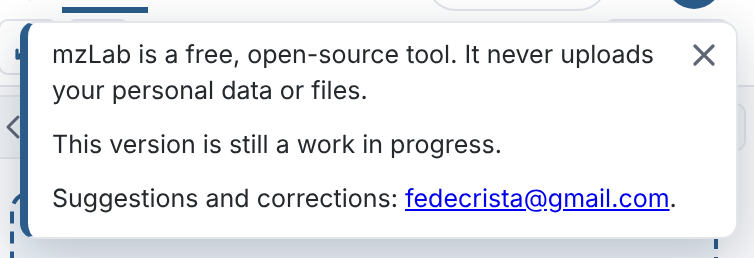 mzLab is a free, open-source tool. It never uploads
your personal data or files.
This version is still a work in progress.
Suggestions and corrections: fedecrista@gmail.com.